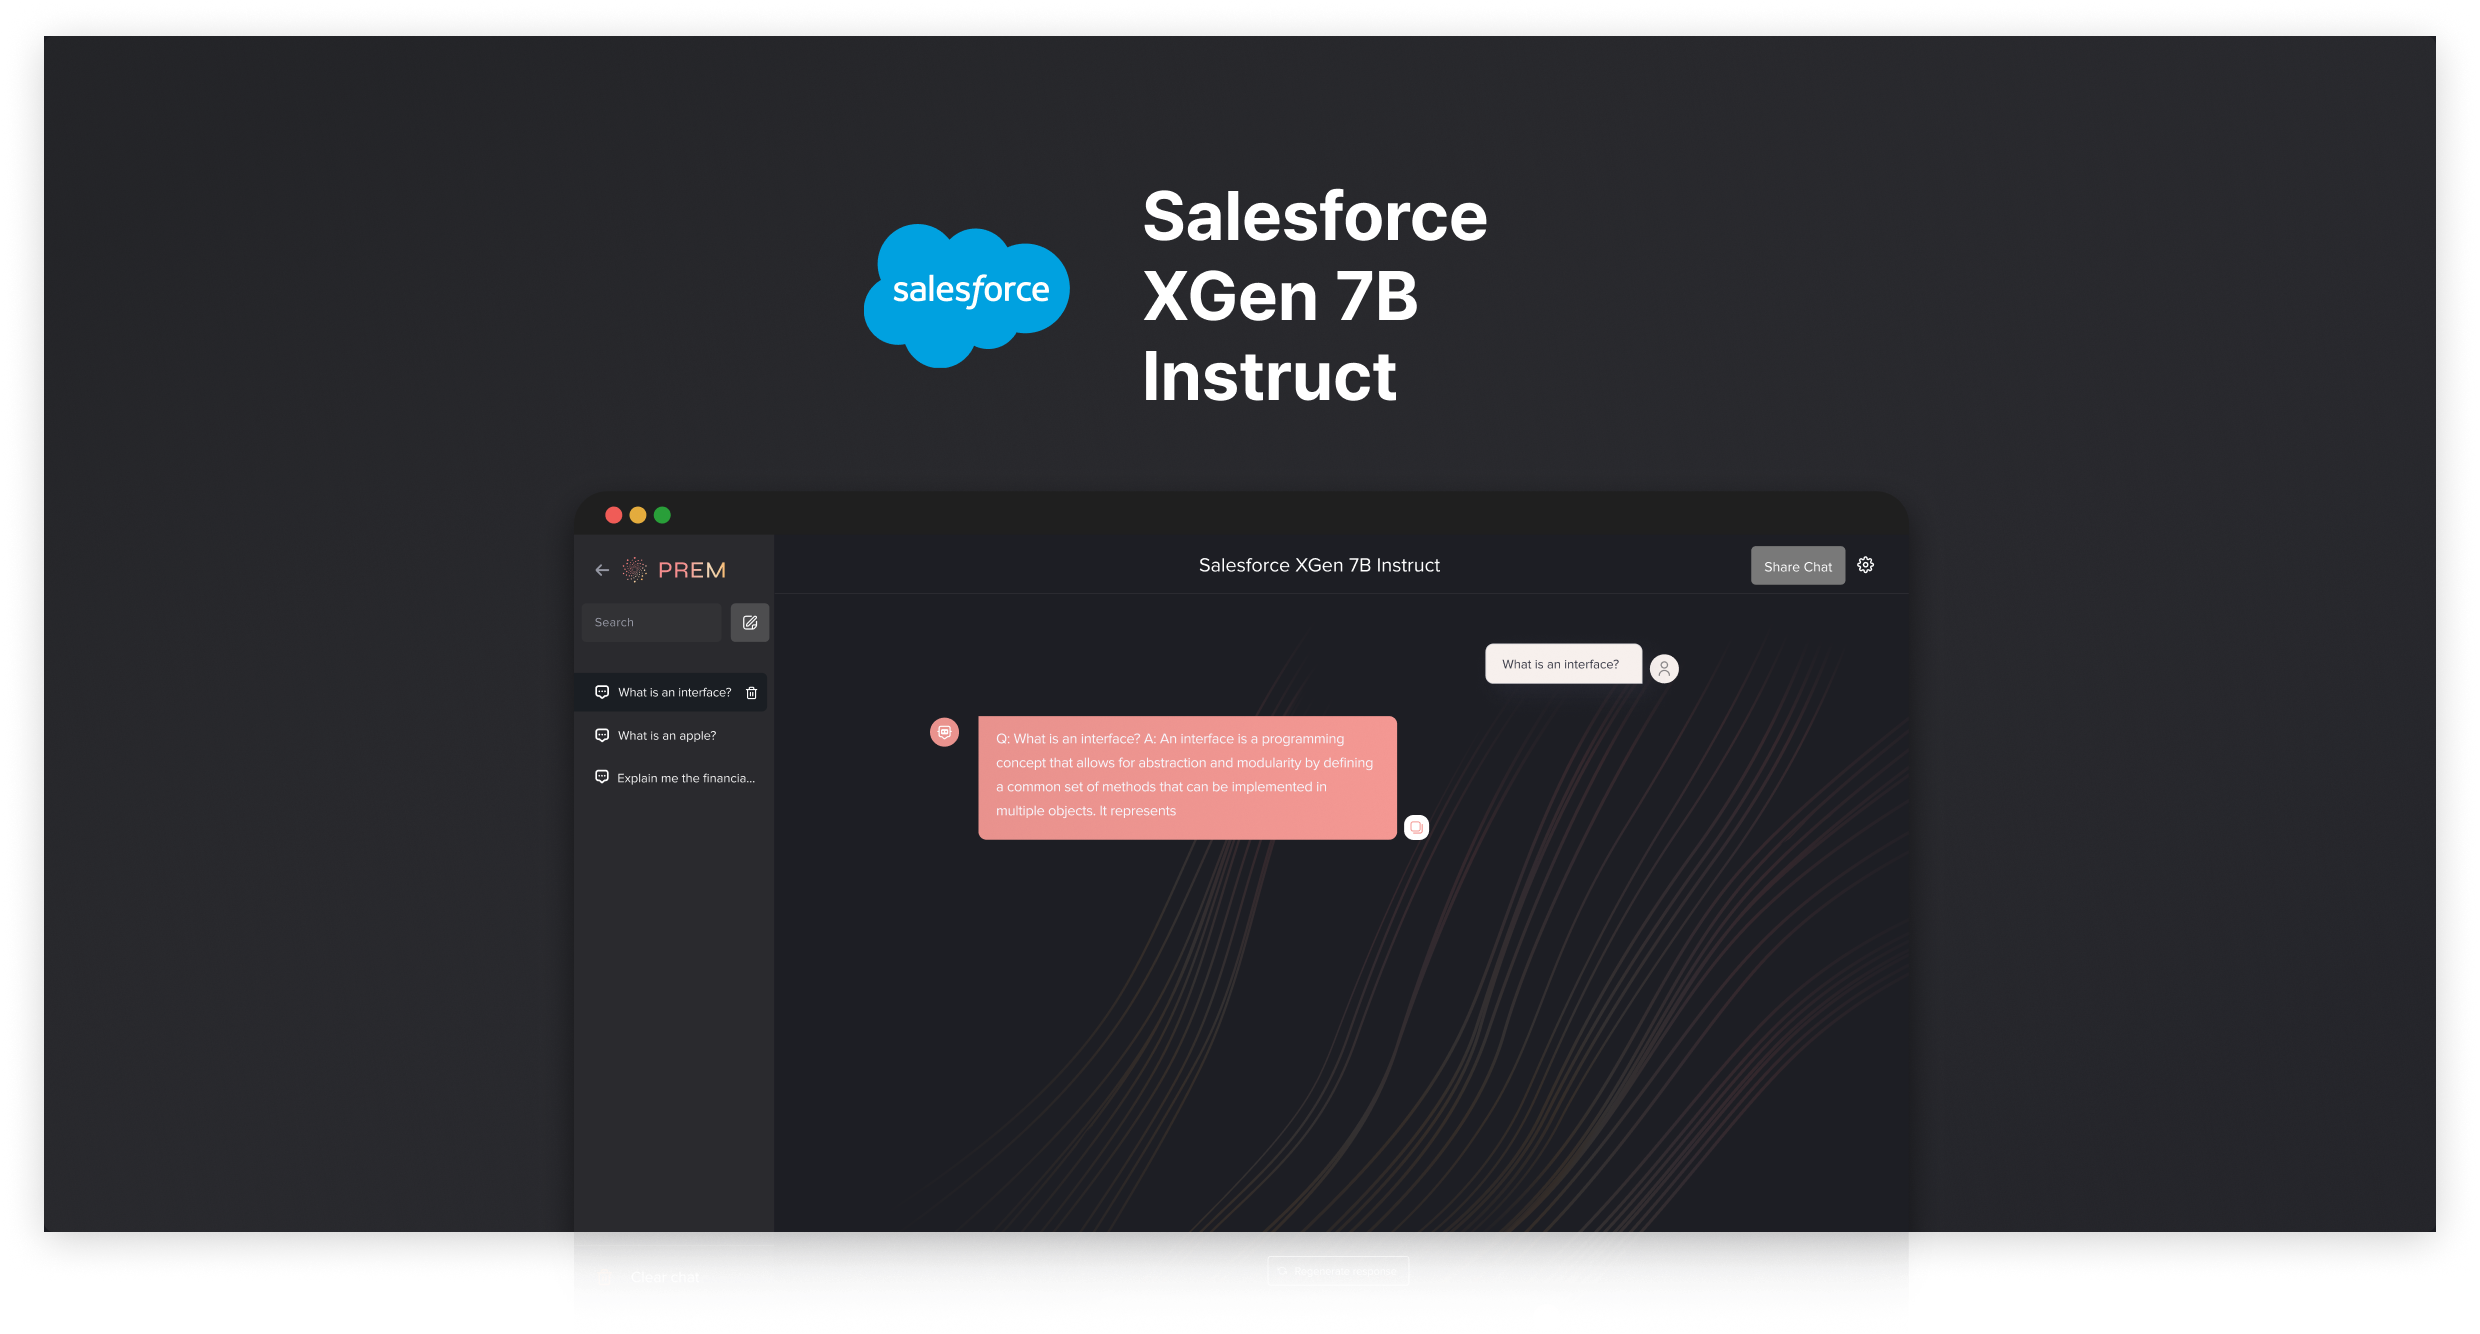 salesforce
Salesforce
XGen 7B
Instruct
PREM
Salesforce XGen 7B Instruct
Share Chat
Search
What is an interface?
What is an apple?
Explain me the financia...
What is an interface?
Q: What is an interface? A: An interface is a programming
concept that allows for abstraction and modularity by defining
a common set of methods that can be implemented in
multiple objects. It represents
Clear chat